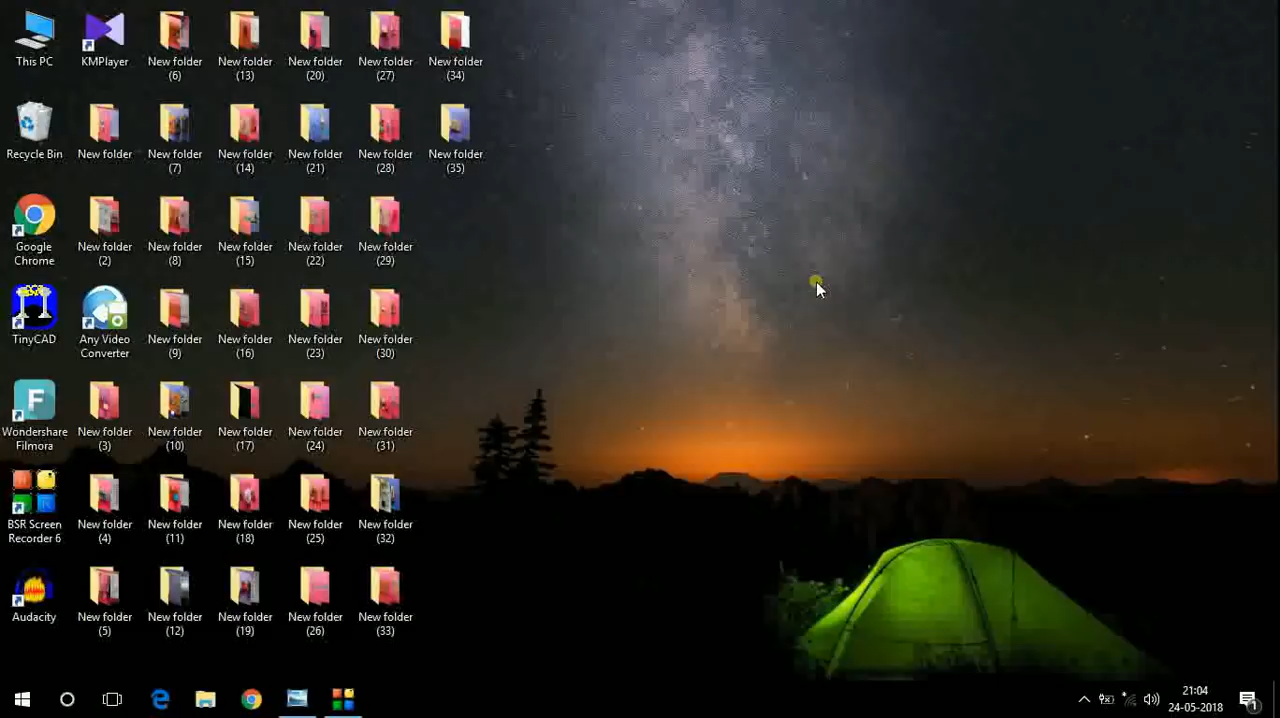 This PC
KMPlayer
New folder
(6)
New folder
(13)
New folder
(20)
New folder
(27)
New folder
(34)
Recycle Bin
New folder
New folder
(7)
New folder
(14)
New folder
(21)
New folder
(28)
New folder
(35)
Google
Chrome
New folder
(2)
New folder
(8)
New folder
(15)
New folder
(22)
New folder
(29)
TinyCAD
Any Video
Converter
New folder
(9)
New folder
(16)
New folder
(23)
New folder
(30)
F
Wondershare
Filmora
New folder
(3)
New folder
(10)
New folder
(17)
New folder
(24)
New folder
(31)
BSR Screen
Recorder 6
New folder
(4)
New folder
(11)
New folder
(18)
New folder
(25)
New folder
(32)
Audacity
New folder
(5)
New folder
(12)
New folder
(19)
New folder
(26)
New folder
(33)
21:04
24-05-2018
1